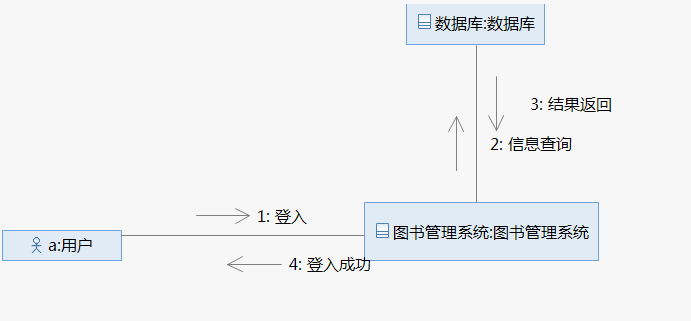 数据库:数据库
3: 结果返回
2: 信息查询
1: 登入
图书管理系统:图书管理系统
a:用户
4: 登入成功